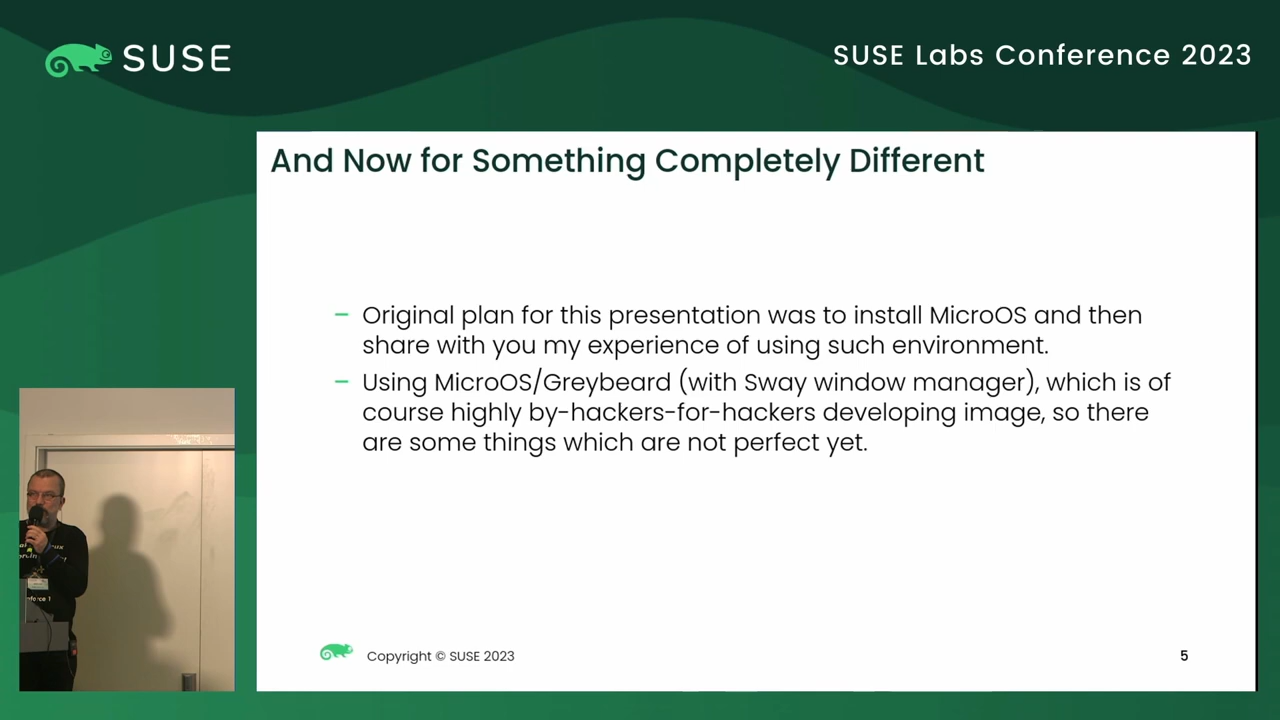 SUSE
SUSE Labs Conference 2023
And Now for Something Completely Different
– Original plan for this presentation was to install MicroOS and then
share with you my experience of using such environment.
– Using MicroOS/Greybeard (with Sway window manager), which is of
course highly by-hackers-for-hackers developing image, so there
are some things which are not perfect yet.
Copyright © SUSE 2023
5